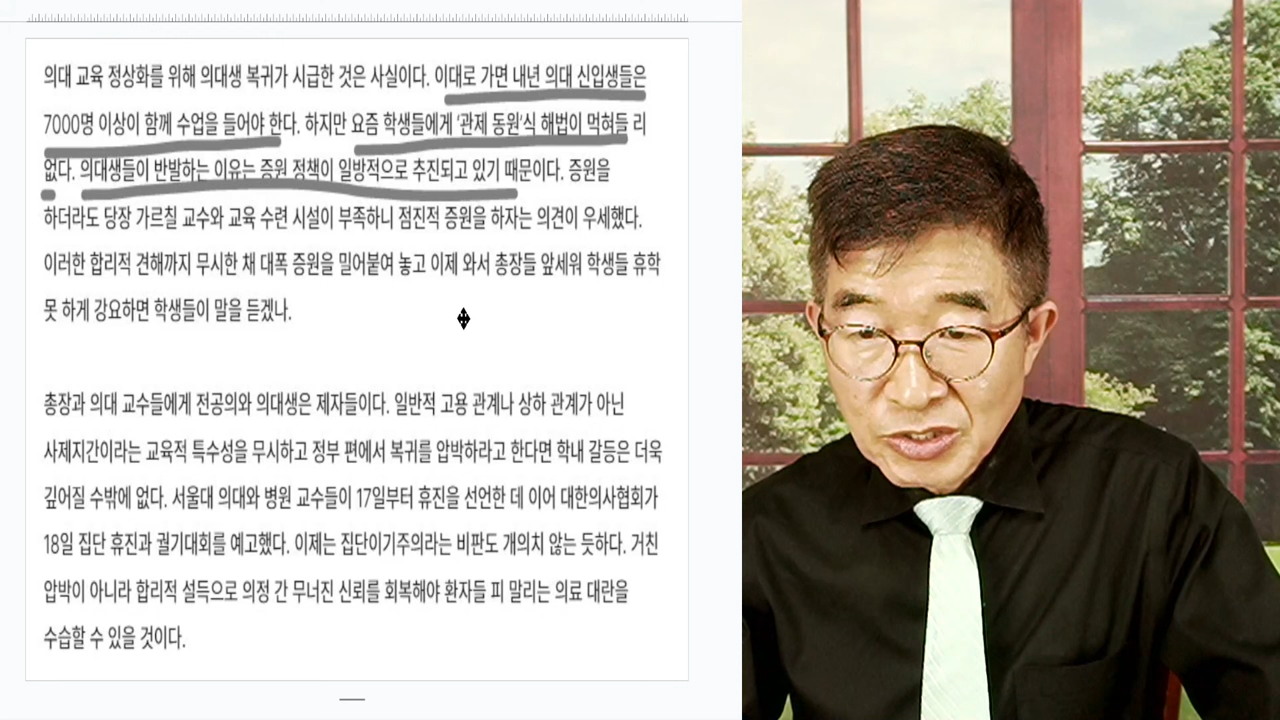 의대 교육 정상화를 위해 의대생 복귀가 시급한 것은 사실이다. 이대로 가면 내년 의대 신입생들은
7000명 이상이 함께 수업을 들어야 한다. 하지만 요즘 학생들에게 ‘관제 동원’식 해법이 먹혀들 리
없다. 의대생들이 반발하는 이유는 증원 정책이 일방적으로 추진되고 있기 때문이다. 증원을
하더라도 당장 가르칠 교수와 교육 수련 시설이 부족하니 점진적 증원을 하자는 의견이 우세했다.
이러한 합리적 견해까지 무시한 채 대폭 증원을 밀어붙여 놓고 이제 와서 총장들 앞세워 학생들 휴학
못 하게 강요하면 학생들이 말을 듣겠나.
총장과 의대 교수들에게 전공의와 의대생은 제자들이다. 일반적 고용 관계나 상하 관계가 아닌
사제지간이라는 교육적 특수성을 무시하고 정부 편에서 복귀를 압박하라고 한다면 학내 갈등은 더욱
깊어질 수밖에 없다. 서울대 의대와 병원 교수들이 17일부터 휴진을 선언한 데 이어 대한의사협회가
18일 집단 휴진과 궐기대회를 예고했다. 이제는 집단이기주의라는 비판도 개의치 않는 듯하다. 거친
압박이 아니라 합리적 설득으로 의정 간 무너진 신뢰를 회복해야 환자들 피 말리는 의료 대란을
수습할 수 있을 것이다.